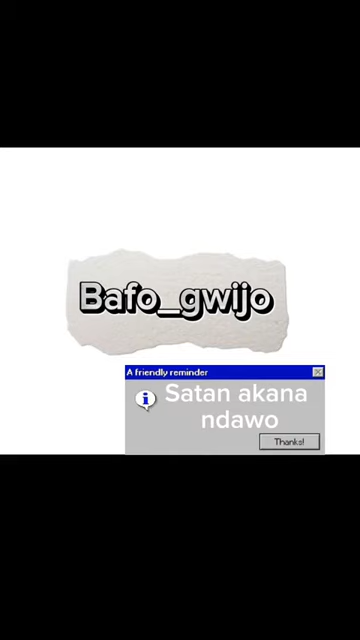 Bafo_gwijo
A friendly reminder
Satan akana
ndawo
Thanks!